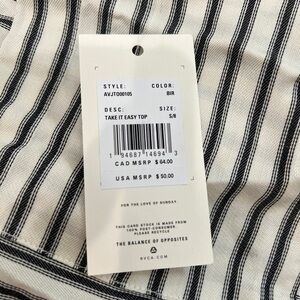 STYLE: COLOR:
AVJTD00105 BIR
DESC: SIZE:
TAKE IT EASY TOP S/8
1 94687 14694 3
CAD MSRP $ 64.00
USA MSRP $ 50.00
FOR THE LOVE OF SUNDAY.
THIS CARD STOCK IS MADE FROM
100% POST-CONSUMER.
PLEASE RECYCLE
THE BALANCE OF OPPOSITES
RVCA.COM